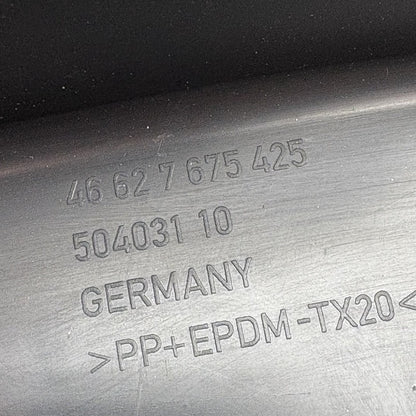 46 62 7 675 425
504031 10
GERMANY
>PP+EPDM-TX20<